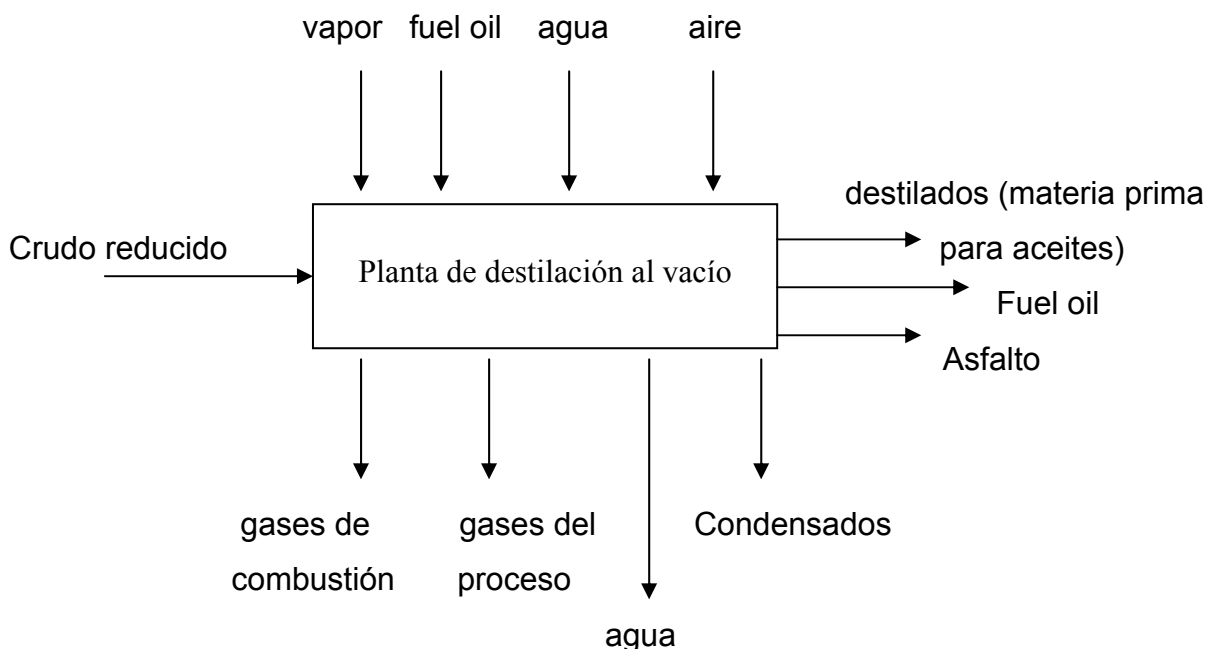 vapor fuel oil agua aire
destilados (materia prima
para aceites)
Crudo reducido
Planta de destilación al vacío
Fuel oil
Asfalto
gases de
combustión
gases del
proceso
Condensados
agua